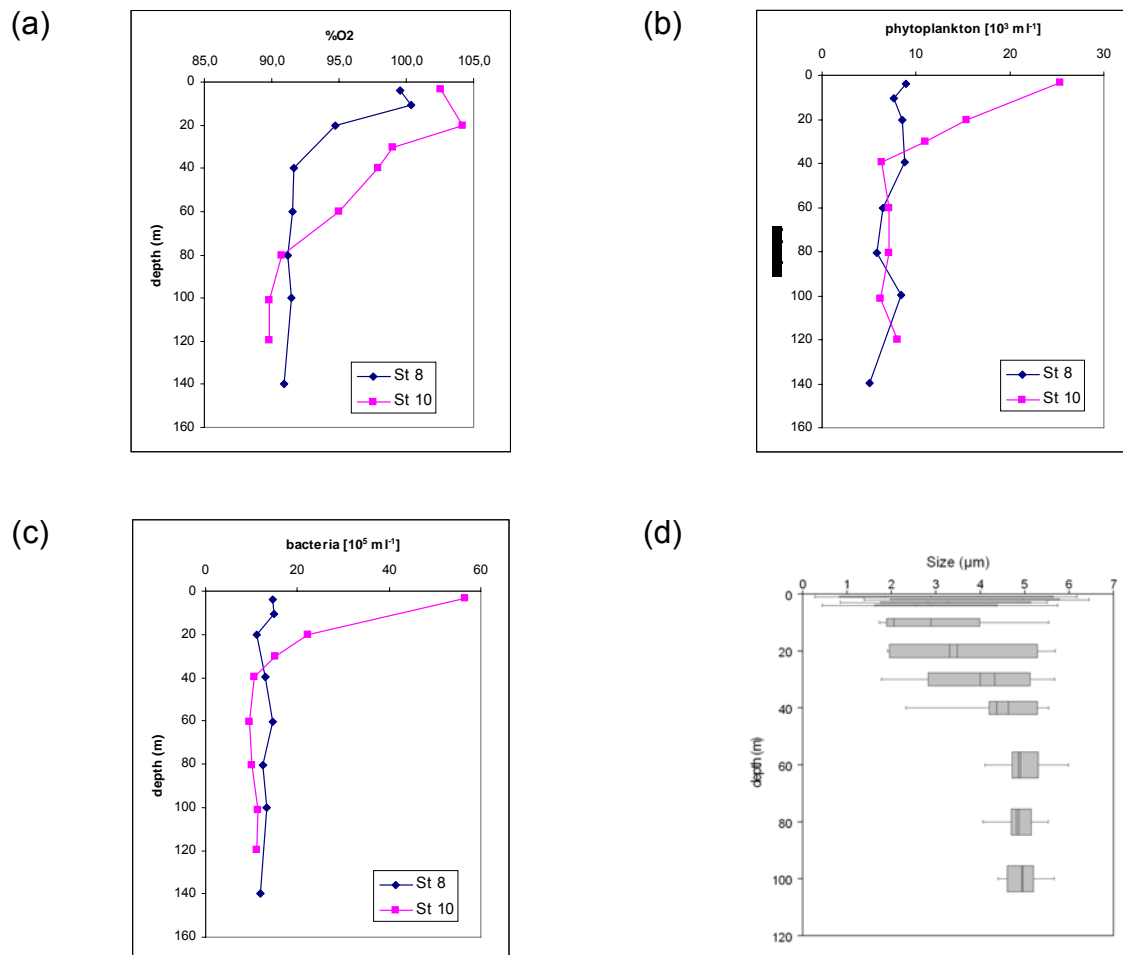 (a)
%O2
85,0 90,0 95,0 100,0 105,0
0
20
40
60
80
100
120
140
160
depth (m)
St 8
St 10
(b)
phytoplankton [10³ ml⁻¹]
0 10 20 30
0
20
40
60
80
100
120
140
160
St 8
St 10
(c)
bacteria [10⁵ ml⁻¹]
0 20 40 60
0
20
40
60
80
100
120
140
160
depth (m)
St 8
St 10
(d)
Size (µm)
0 1 2 3 4 5 6 7
0
20
40
60
80
100
120
depth(m)